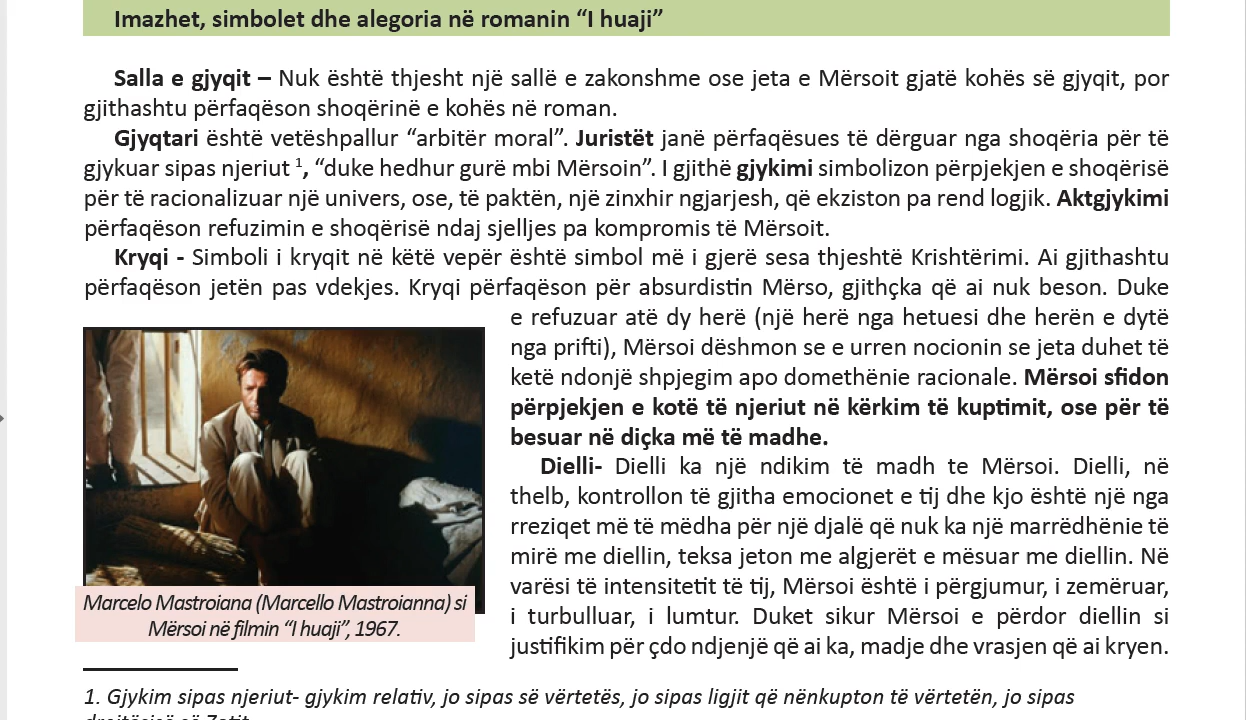 Imazhet, simbolet dhe alegoria në romanin “I huaji”
Salla e gjyqit – Nuk është thjesht një sallë e zakonshme ose jeta e Mërsoit gjatë kohës së gjyqit, por
gjithashtu përfaqëson shoqërinë e kohës në roman.
Gjyqtari është vetëshpallur “arbitër moral”. Juristët janë përfaqësues të dërguar nga shoqëria për të
gjykuar sipas njeriut ¹, “duke hedhur gurë mbi Mërsoin”. I gjithë gjykimi simbolizon përpjekjen e shoqërisë
për të racionalizuar një univers, ose, të paktën, një zinxhir ngjarjesh, që ekziston pa rend logjik. Aktgjykimi
përfaqëson refuzimin e shoqërisë ndaj sjelljes pa kompromis të Mërsoit.
Kryqi - Simboli i kryqit në këtë vepër është simbol më i gjerë sesa thjeshtë Krishtërimi. Ai gjithashtu
përfaqëson jetën pas vdekjes. Kryqi përfaqëson për absurdistin Mërso, gjithçka që ai nuk beson. Duke
e refuzuar atë dy herë (një herë nga hetuesi dhe herën e dytë
nga prifti), Mërsoi dëshmon se e urren nocionin se jeta duhet të
ketë ndonjë shpjegim apo domethënie racionale. Mërsoi sfidon
përpjekjen e kotë të njeriut në kërkim të kuptimit, ose për të
besuar në diçka më të madhe.
Dielli- Dielli ka një ndikim të madh te Mërsoi. Dielli, në
thelb, kontrollon të gjitha emocionet e tij dhe kjo është një nga
rreziqet më të mëdha për një djalë që nuk ka një marrëdhënie të
mirë me diellin, teksa jeton me algjerët e mësuar me diellin. Në
varësi të intensitetit të tij, Mërsoi është i përgjumur, i zemëruar,
i turbulluar, i lumtur. Duket sikur Mërsoi e përdor diellin si
justifikim për çdo ndjenjë që ai ka, madje dhe vrasjen që ai kryen.
Marcelo Mastroiana (Marcello Mastroianna) si
Mërsoi në filmin “I huaji”, 1967.
1. Gjykim sipas njeriut- gjykim relativ, jo sipas së vërtetës, jo sipas ligjit që nënkupton të vërtetën, jo sipas
drejtësisë së Zotit